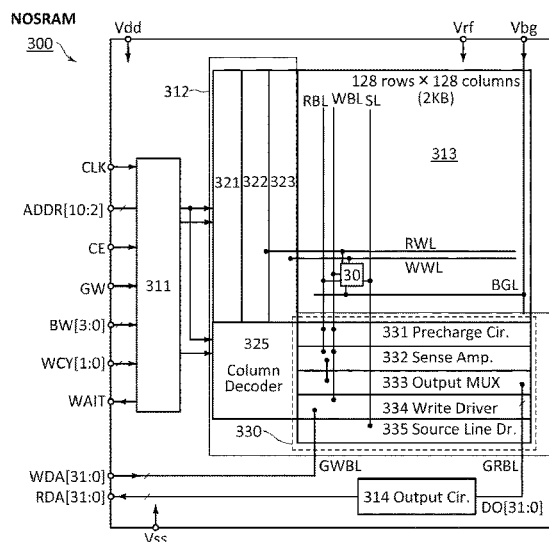 NOSRAM
300
Vdd
Vrf
Vbg
312
RBL WBL SL
128 rows × 128 columns
(2KB)
313
321 322 323
CLK
ADDR[10:2]
CE
GW
BW[3:0]
WCY[1:0]
WAIT
311
RWL
WWL
30
BGL
325
Column
Decoder
331 Precharge Cir.
332 Sense Amp.
333 Output MUX
334 Write Driver
335 Source Line Dr.
330
GWBL
GRBL
WDA[31:0]
RDA[31:0]
314 Output Cir.
DO[31:0]
Vss